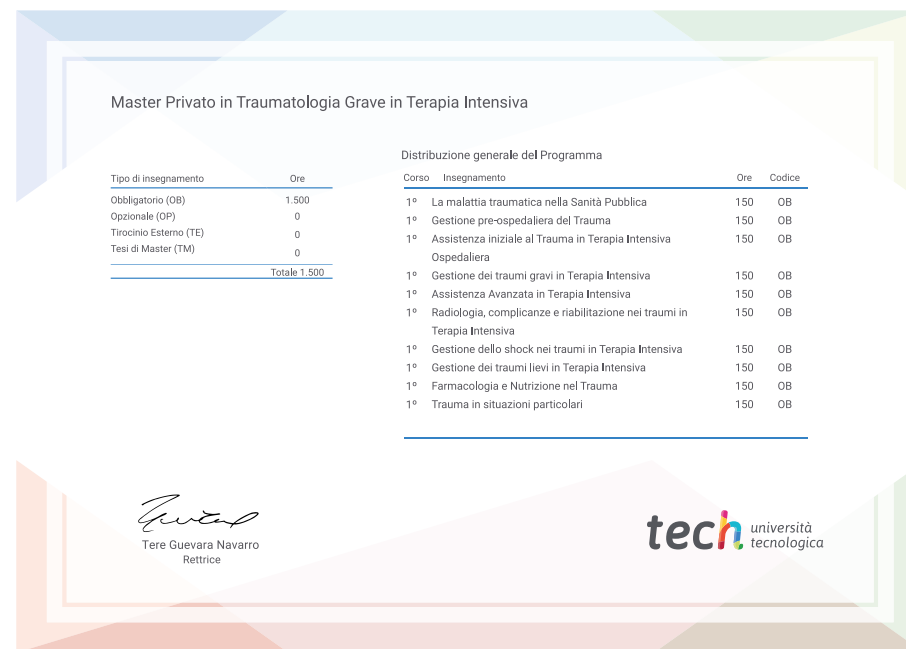 Master Privato in Traumatologia Grave in Terapia Intensiva
Tipo di insegnamento Ore
Obbligatorio (OB) 1.500
Opzionale (OP) 0
Tirocinio Esterno (TE) 0
Tesi di Master (TM) 0
Totale 1.500
Distribuzione generale del Programma
Corso Insegnamento Ore Codice
1º La malattia traumatica nella Sanità Pubblica 150 OB
1º Gestione pre-ospedaliera del Trauma 150 OB
1º Assistenza iniziale al Trauma in Terapia Intensiva 150 OB
Ospedaliera
1º Gestione dei traumi gravi in Terapia Intensiva 150 OB
1º Assistenza Avanzata in Terapia Intensiva 150 OB
1º Radiologia, complicanze e riabilitazione nei traumi in 150 OB
Terapia Intensiva
1º Gestione dello shock nei traumi in Terapia Intensiva 150 OB
1º Gestione dei traumi lievi in Terapia Intensiva 150 OB
1º Farmacologia e Nutrizione nel Trauma 150 OB
1º Trauma in situazioni particolari 150 OB
Tere Guevara Navarro
Rettrice
tech università
tecnologica